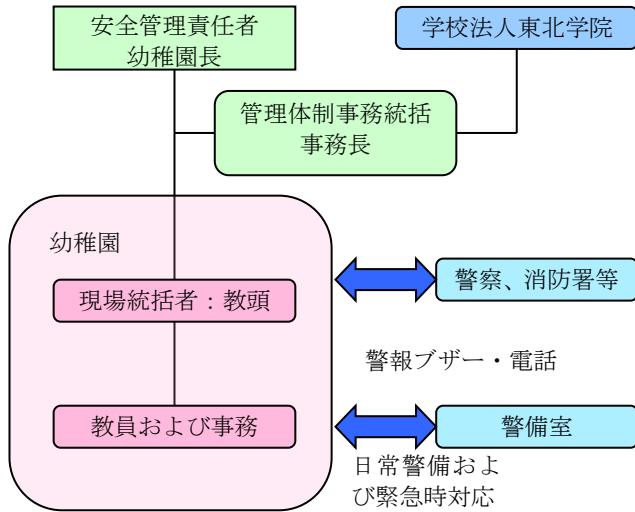 安全管理責任者
幼稚園長
学校法人東北学院
管理体制事務統括
事務長
幼稚園
現場統括者：教頭
警察、消防署等
警報ブザー・電話
教員および事務
警備室
日常警備およ
び緊急時対応